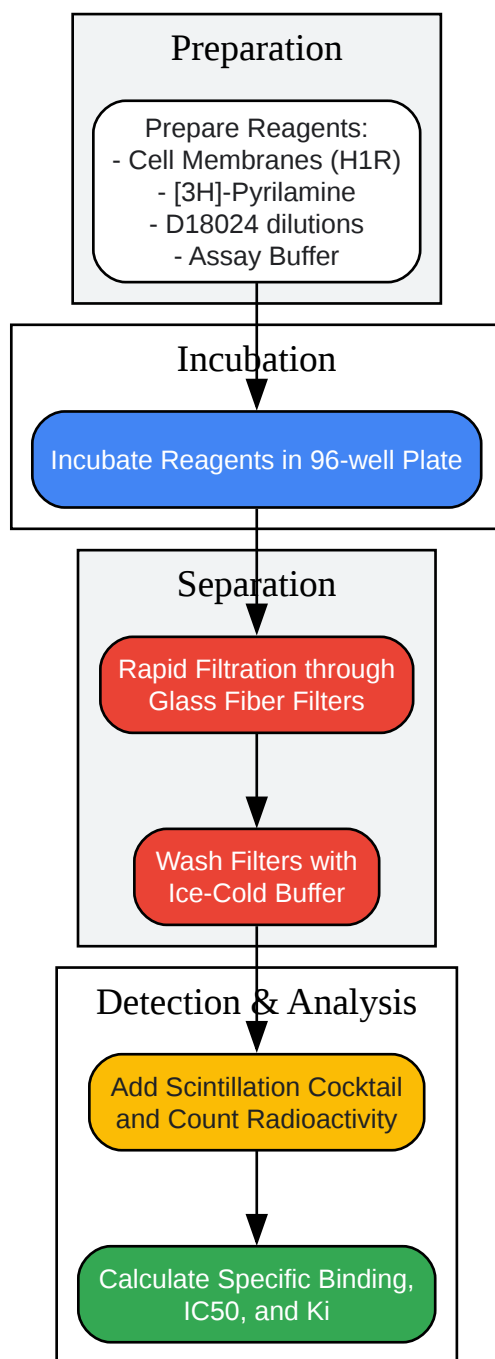 Preparation
Prepare Reagents:
- Cell Membranes (H1R)
- [3H]-Pyrilamine
- D18024 dilutions
- Assay Buffer
Incubation
Incubate Reagents in 96-well Plate
Separation
Rapid Filtration through
Glass Fiber Filters
Wash Filters with
Ice-Cold Buffer
Detection & Analysis
Add Scintillation Cocktail
and Count Radioactivity
Calculate Specific Binding,
IC50, and Ki